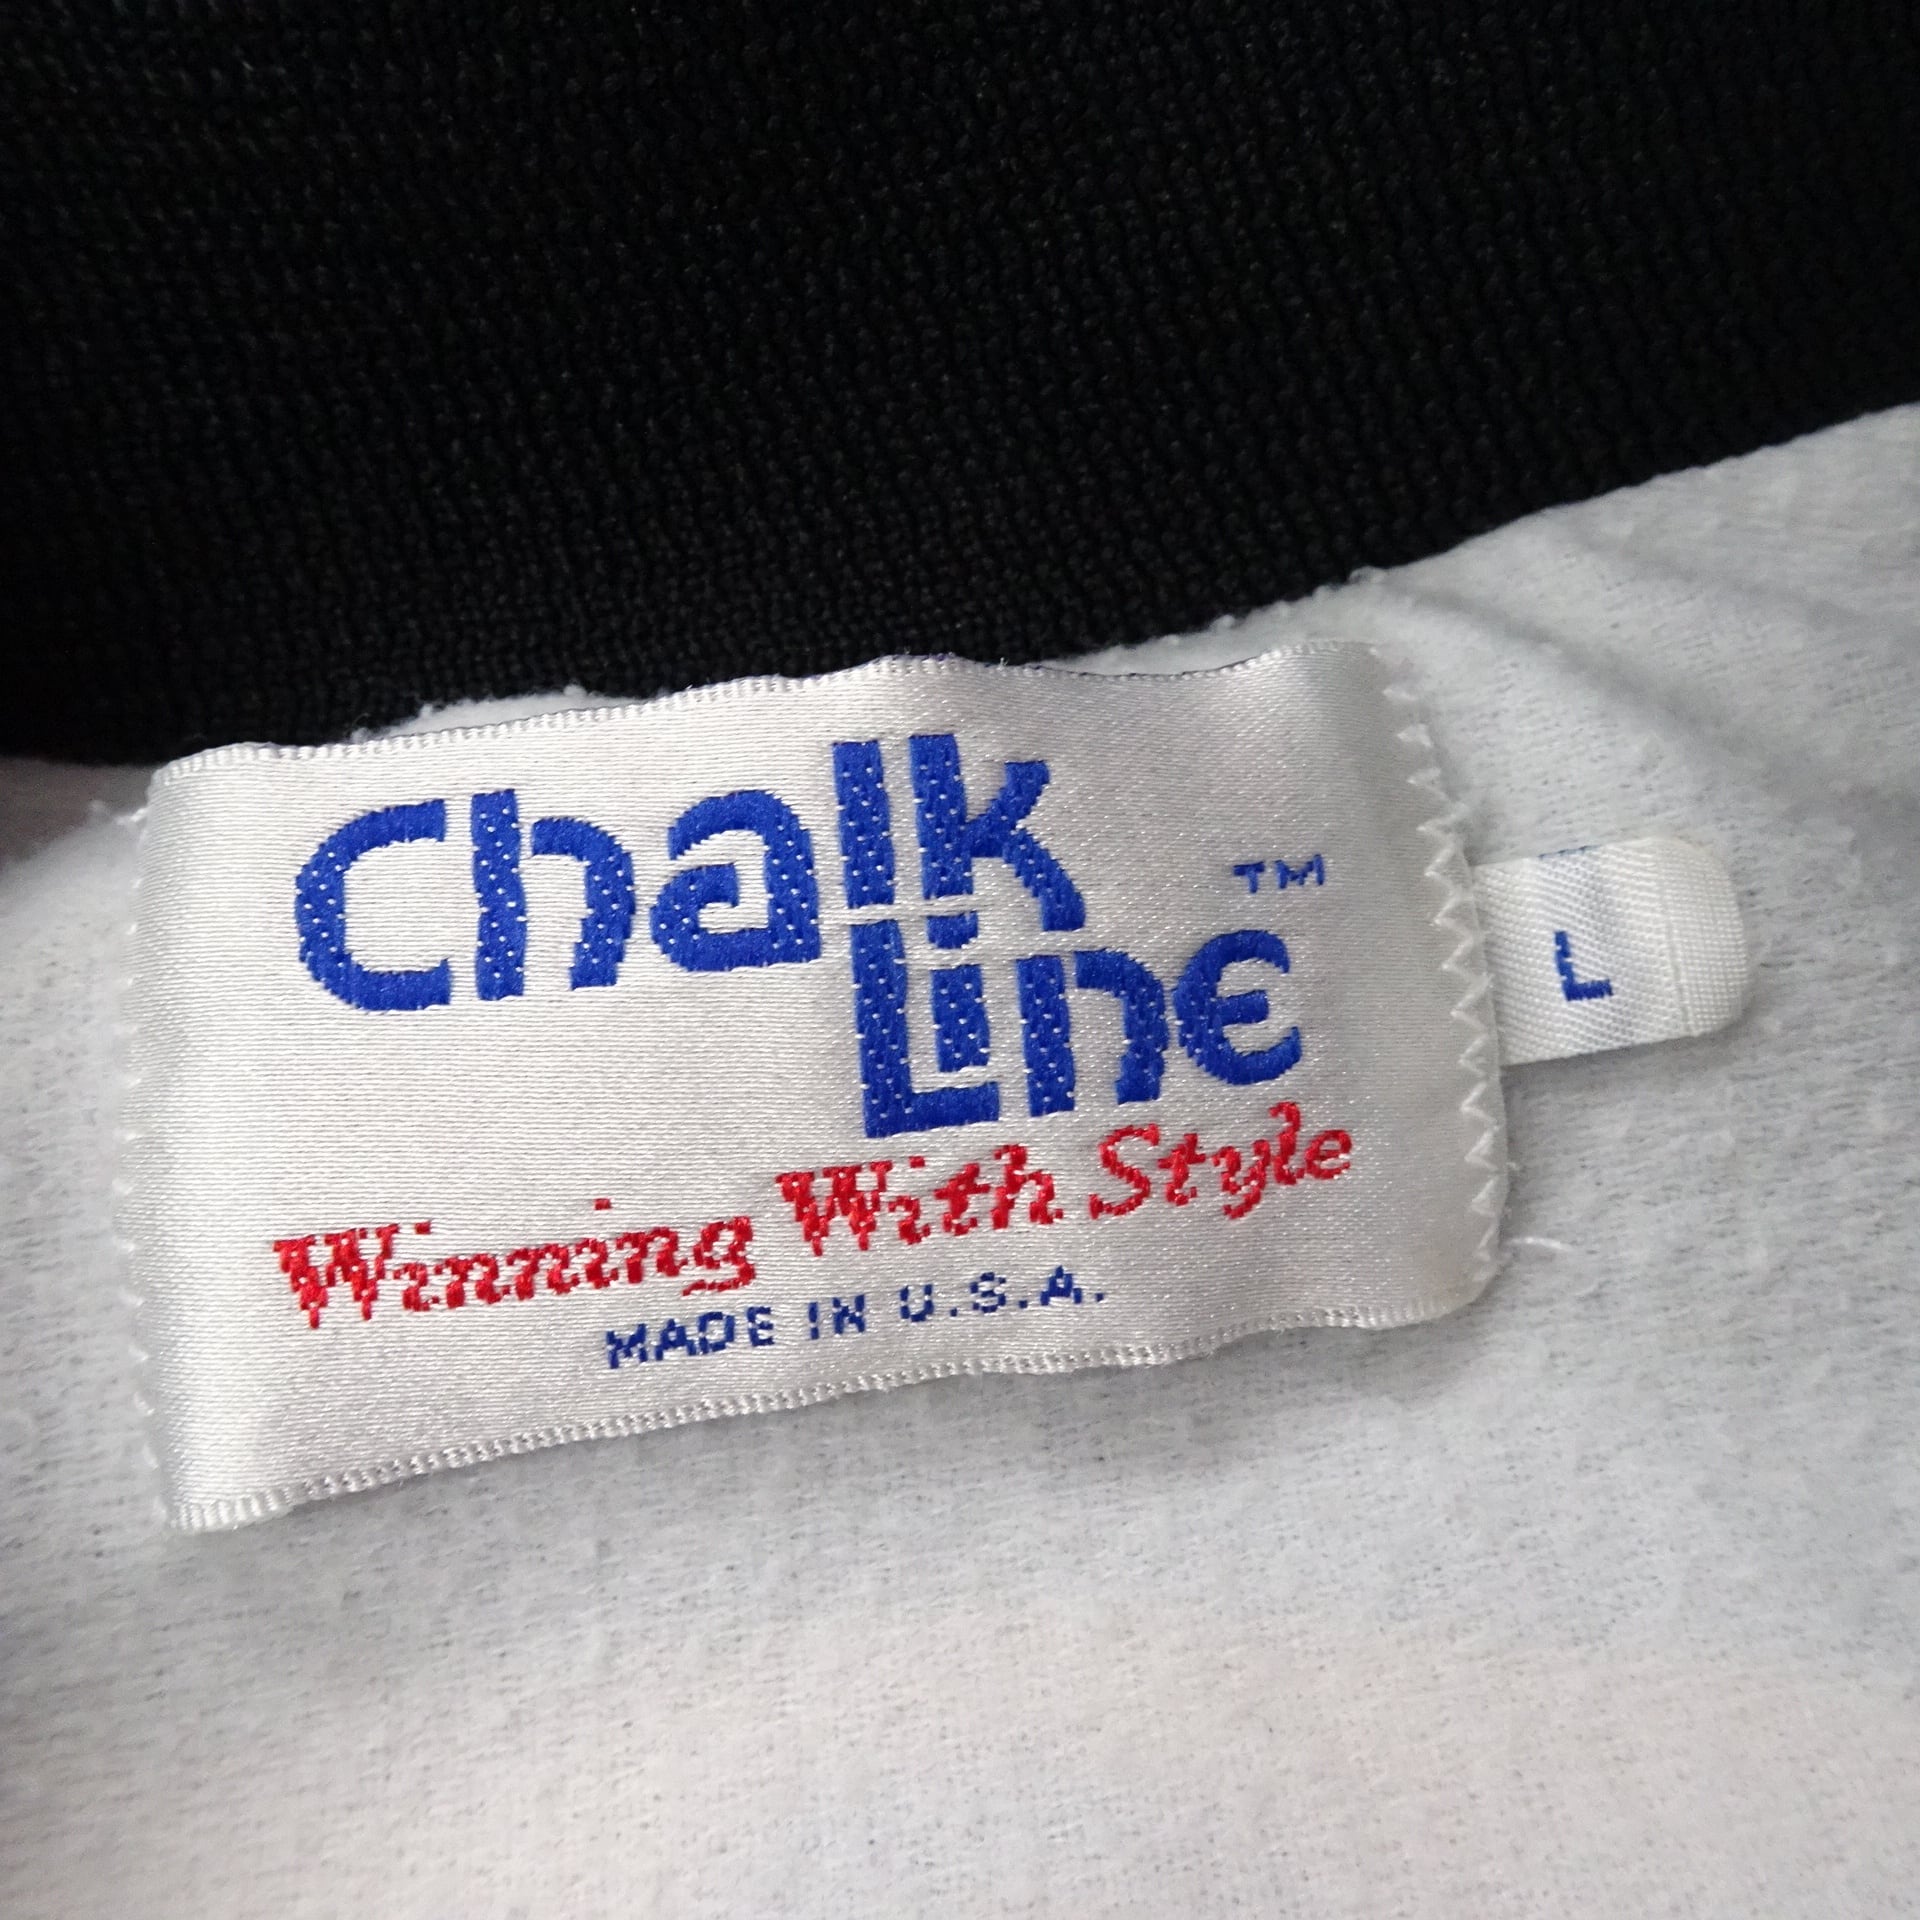 Chalk
Line ™
Winning With Style
MADE IN U.S.A.
L